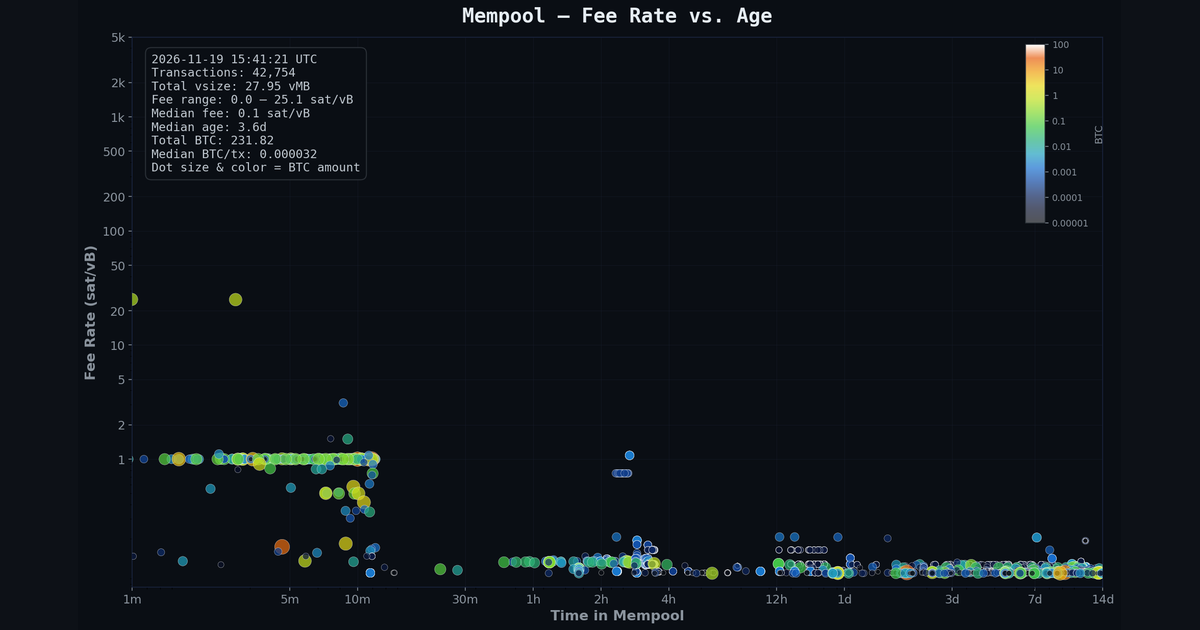 Mempool — Fee Rate vs. Age
2026-11-19 15:41:21 UTC
Transactions: 42,754
Total vsize: 27.95 vMB
Fee range: 0.0 – 25.1 sat/vB
Median fee: 0.1 sat/vB
Median age: 3.6d
Total BTC: 231.82
Median BTC/tx: 0.000032
Dot size & color = BTC amount
5k
2k
1k
500
200
100
50
20
10
5
2
1
Fee Rate (sat/vB)
100
10
1
0.1
0.01
0.001
0.0001
0.00001
BTC
1m
5m
10m
30m
1h
2h
4h
12h
1d
3d
7d
14d
Time in Mempool